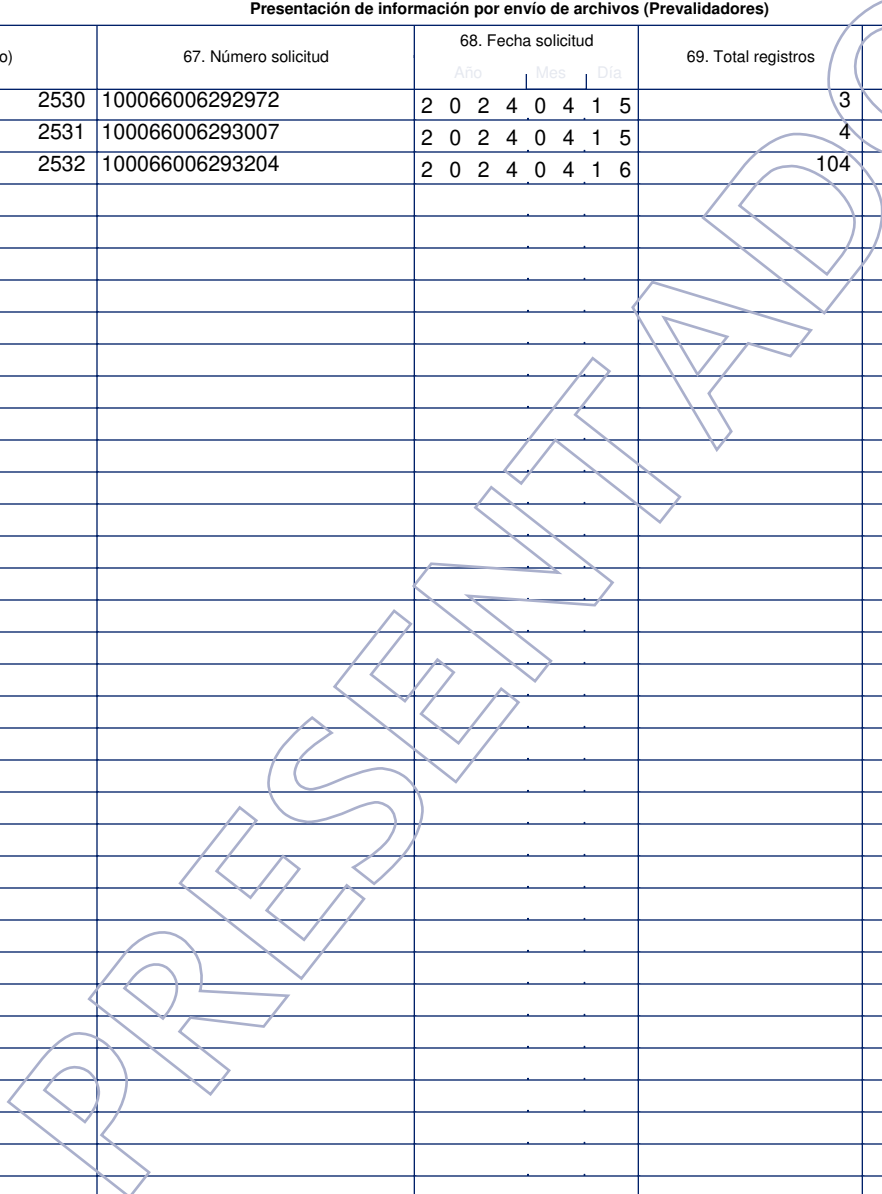 Presentación de información por envío de archivos (Prevalidadores)
o) 67. Número solicitud 68. Fecha solicitud 69. Total registros
Año Mes Día
2530 100066006292972 2 0 2 4 0 4 1 5 3
2531 100066006293007 2 0 2 4 0 4 1 5 4
2532 100066006293204 2 0 2 4 0 4 1 6 104
PRESENTADO